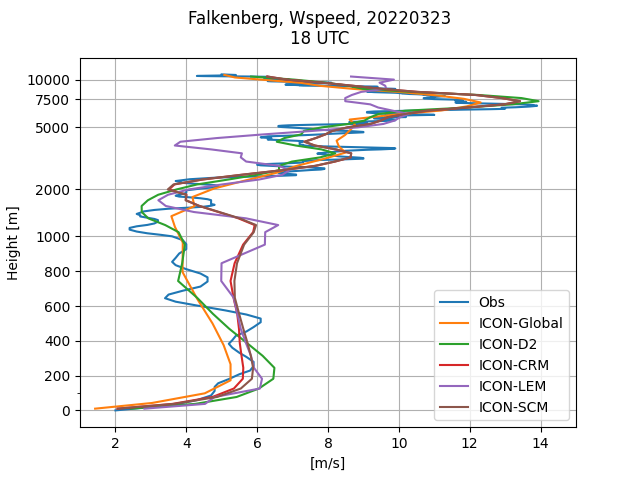 Falkenberg, Wspeed, 20220323
18 UTC
10000
7500
5000
2000
1000
800
600
400
200
0
Height [m]
2 4 6 8 10 12 14
[m/s]
Obs
ICON-Global
ICON-D2
ICON-CRM
ICON-LEM
ICON-SCM